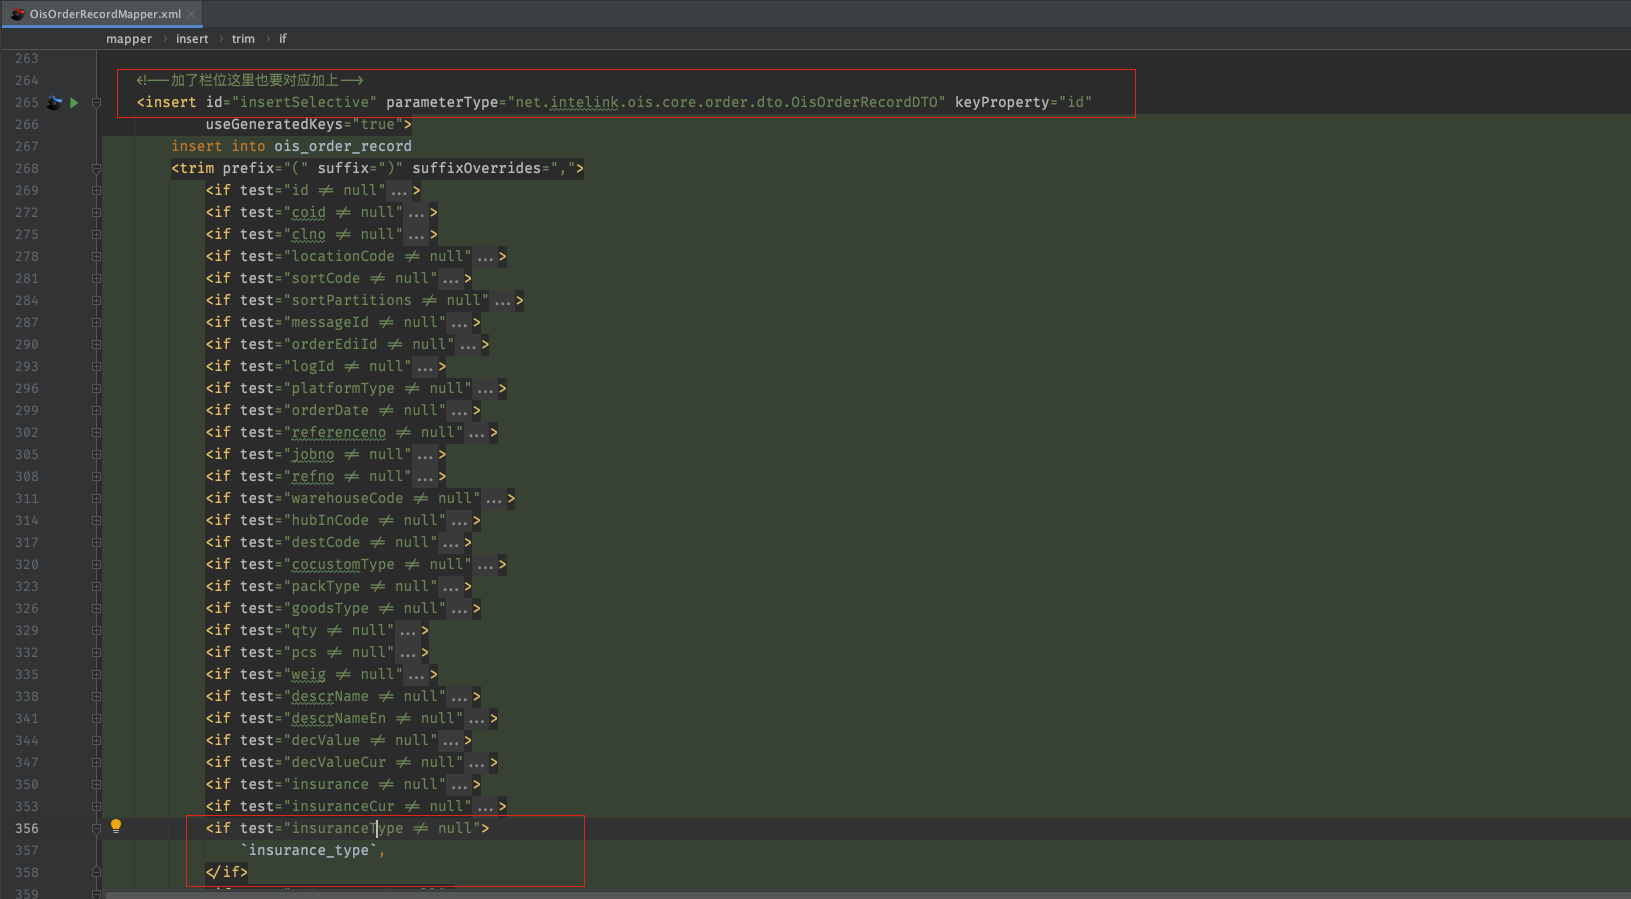 OisOrderRecordMapper.xml
mapper › insert › trim › if
263
264 <!--加了栏位这里也要对应加上-->
265 <insert id="insertSelective" parameterType="net.intelink.ois.core.order.dto.OisOrderRecordDTO" keyProperty="id"
266 useGeneratedKeys="true">
267 insert into ois_order_record
268 <trim prefix="(" suffix=")" suffixOverrides=",">
269 <if test="id != null"...>
272 <if test="coid != null"...>
275 <if test="clno != null"...>
278 <if test="locationCode != null"...>
281 <if test="sortCode != null"...>
284 <if test="sortPartitions != null"...>
287 <if test="messageId != null"...>
290 <if test="orderEdiId != null"...>
293 <if test="logId != null"...>
296 <if test="platformType != null"...>
299 <if test="orderDate != null"...>
302 <if test="referenceno != null"...>
305 <if test="jobno != null"...>
308 <if test="refno != null"...>
311 <if test="warehouseCode != null"...>
314 <if test="hubInCode != null"...>
317 <if test="destCode != null"...>
320 <if test="cocustomType != null"...>
323 <if test="packType != null"...>
326 <if test="goodsType != null"...>
329 <if test="qty != null"...>
332 <if test="pcs != null"...>
335 <if test="weig != null"...>
338 <if test="descrName != null"...>
341 <if test="descrNameEn != null"...>
344 <if test="decValue != null"...>
347 <if test="decValueCur != null"...>
350 <if test="insurance != null"...>
353 <if test="insuranceCur != null"...>
356 <if test="insuranceType != null">
357 `insurance_type`,
358 </if>
359